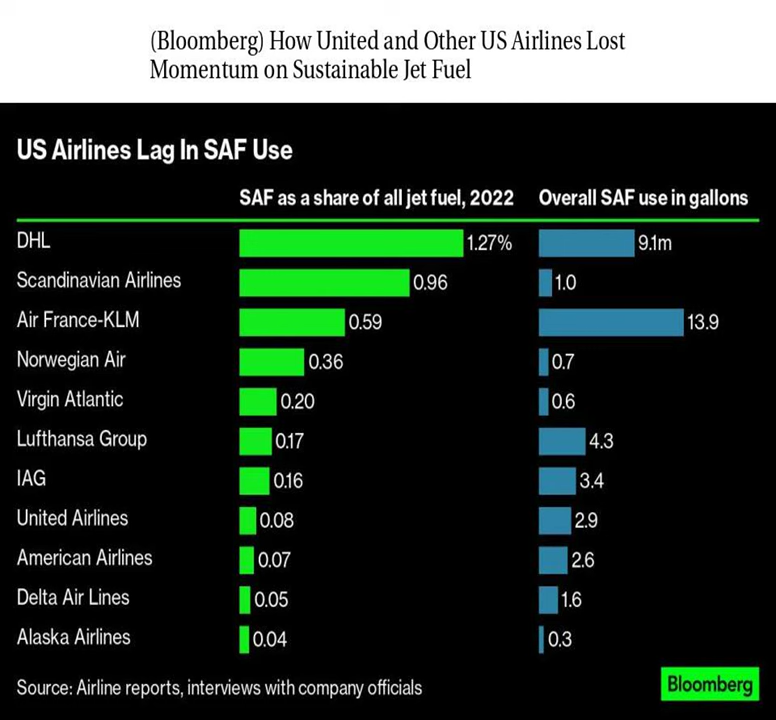 (Bloomberg) How United and Other US Airlines Lost
Momentum on Sustainable Jet Fuel
US Airlines Lag In SAF Use
SAF as a share of all jet fuel, 2022 Overall SAF use in gallons
DHL 1.27% 9.1m
Scandinavian Airlines 0.96 1.0
Air France-KLM 0.59 13.9
Norwegian Air 0.36 0.7
Virgin Atlantic 0.20 0.6
Lufthansa Group 0.17 4.3
IAG 0.16 3.4
United Airlines 0.08 2.9
American Airlines 0.07 2.6
Delta Air Lines 0.05 1.6
Alaska Airlines 0.04 0.3
Source: Airline reports, interviews with company officials
Bloomberg